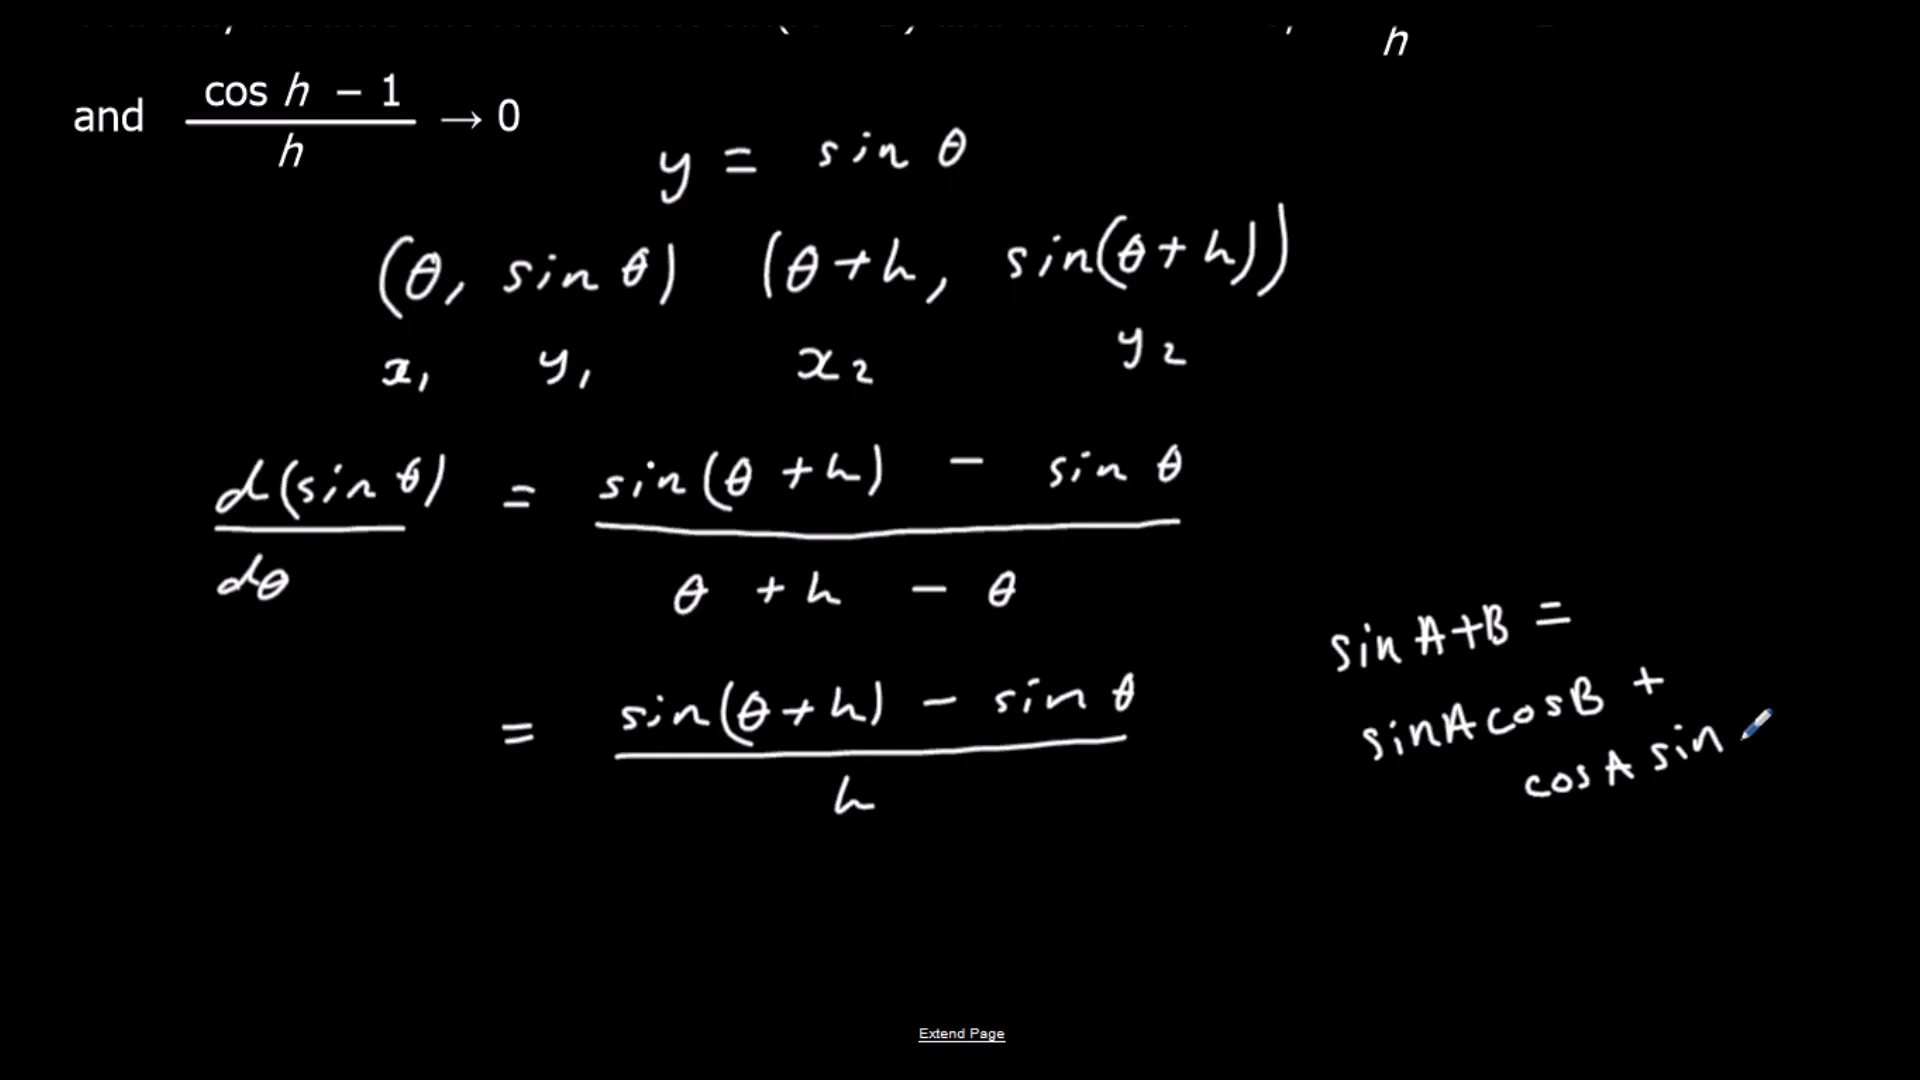 h
and cos h − 1 / h → 0
y = sin θ
(θ, sin θ) (θ+h, sin(θ+h))
x₁ y₁ x₂ y₂
d(sin θ) / dθ = sin(θ+h) − sin θ / θ + h − θ
= sin(θ+h) − sin θ / h
sin A+B =
sinA cosB +
cosA sin
Extend Page